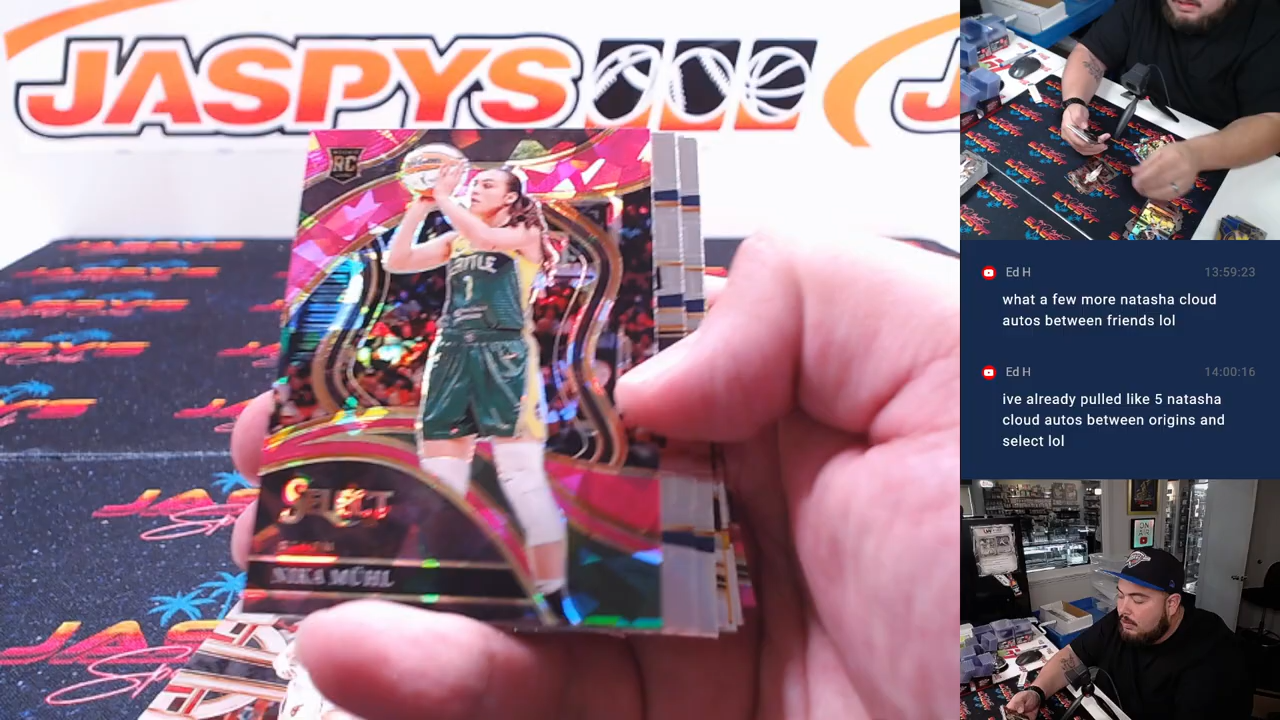 JASPYS
J
RC
SEATTLE
1
SELECT
NIKA MÜHL
JASPYS
Ed H 13:59:23
what a few more natasha cloud
autos between friends lol
Ed H 14:00:16
ive already pulled like 5 natasha
cloud autos between origins and
select lol